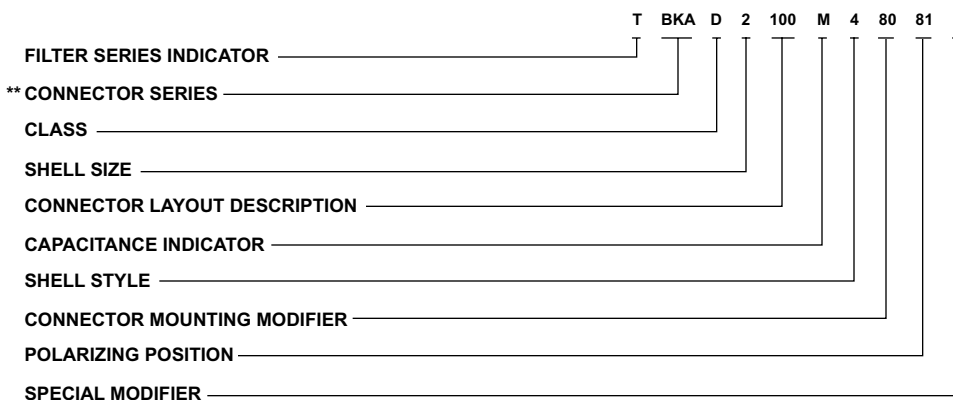 T BKA D 2 100 M 4 80 81
FILTER SERIES INDICATOR
** CONNECTOR SERIES
CLASS
SHELL SIZE
CONNECTOR LAYOUT DESCRIPTION
CAPACITANCE INDICATOR
SHELL STYLE
CONNECTOR MOUNTING MODIFIER
POLARIZING POSITION
SPECIAL MODIFIER